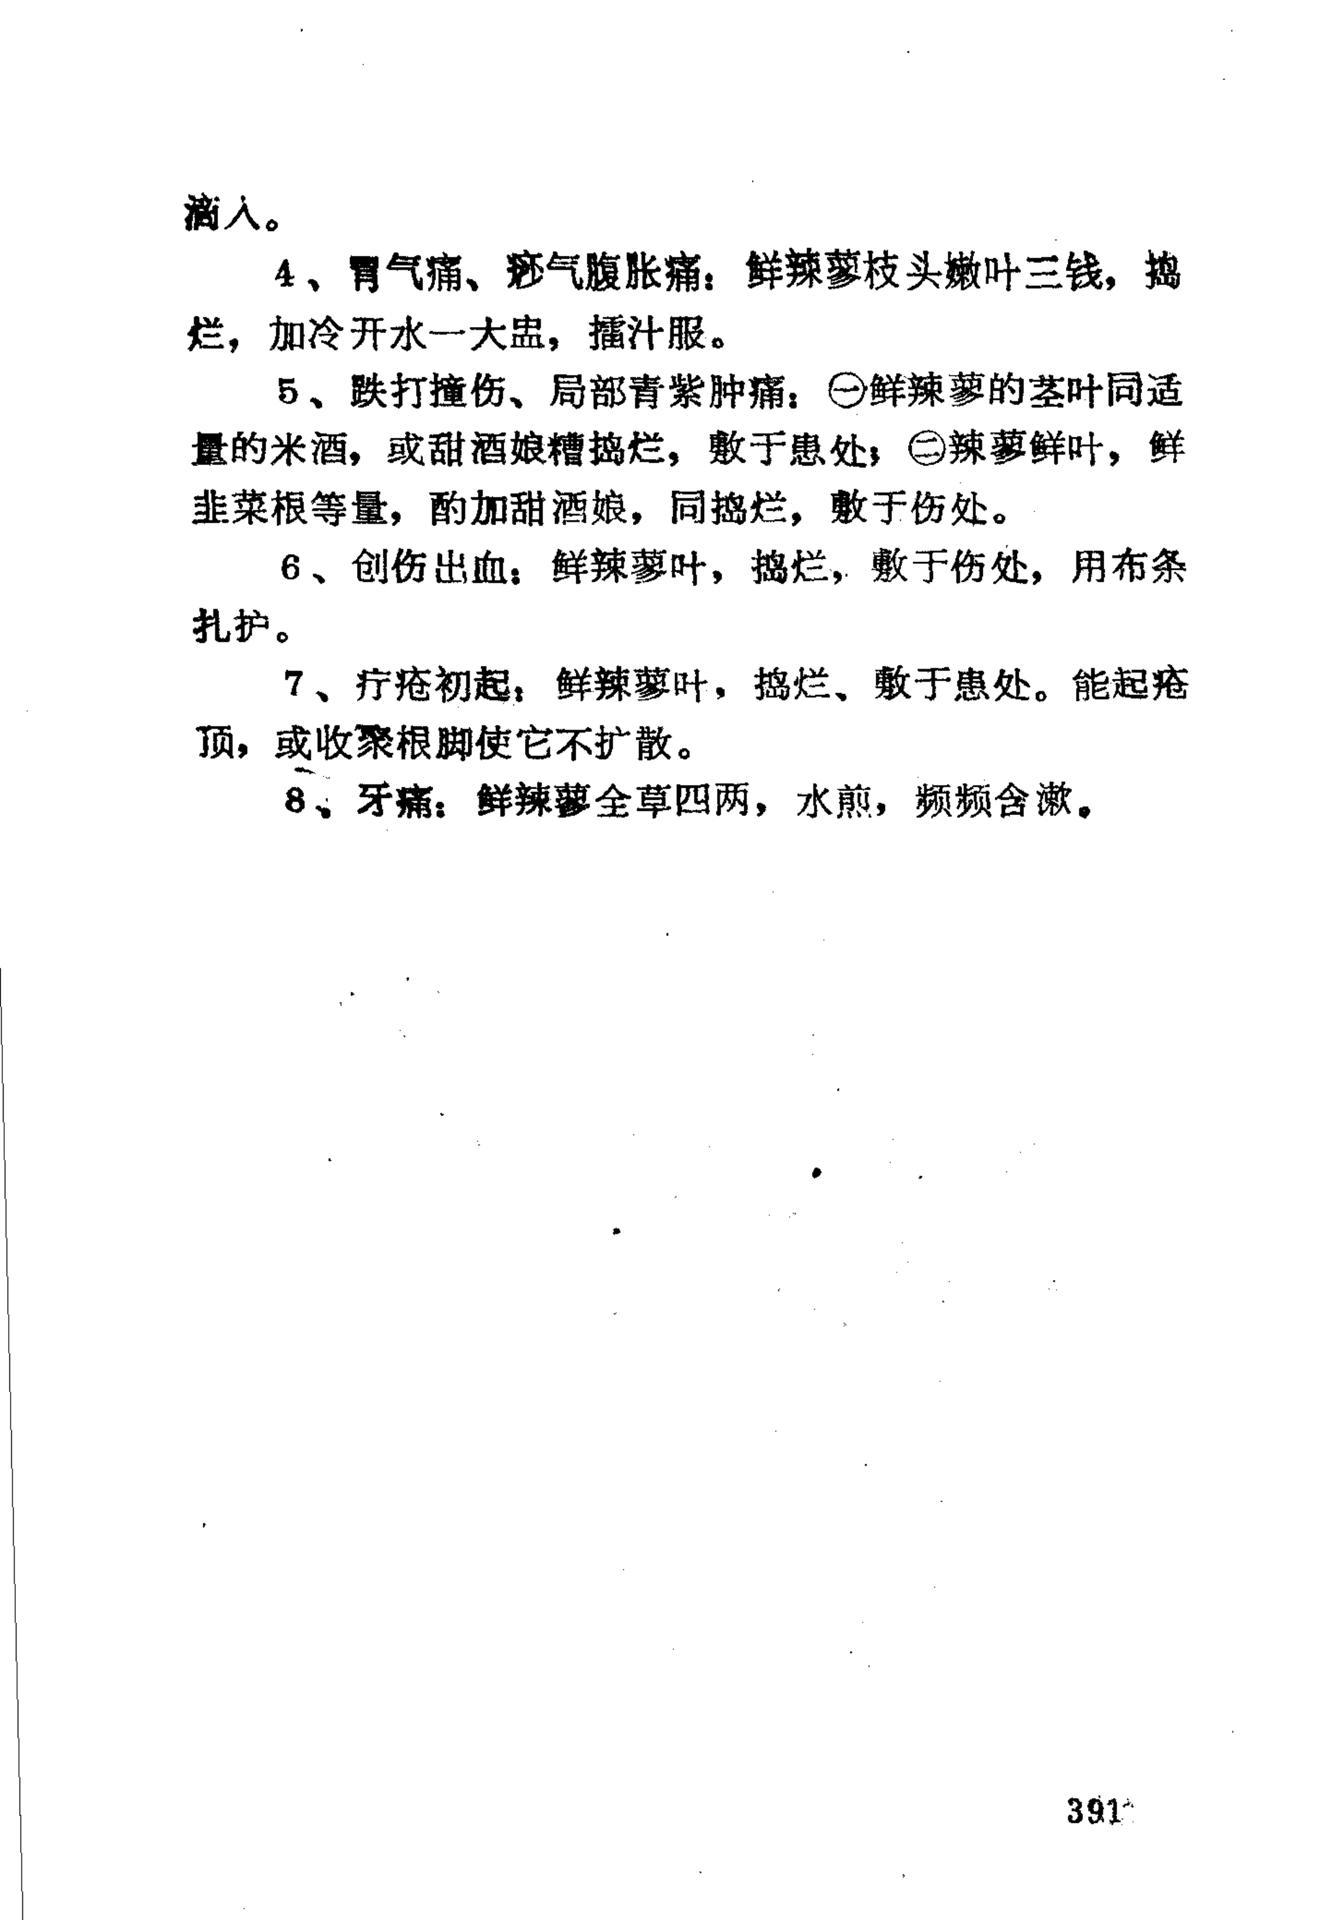 滴入。
4、胃气痛、痧气腹胀痛：鲜辣蓼枝头嫩叶三钱，捣
烂，加冷开水一大盅，擂汁服。
5、跌打撞伤、局部青紫肿痛：㊀鲜辣蓼的茎叶同适
量的米酒，或甜酒娘糟捣烂，敷于患处；㊁辣蓼鲜叶，鲜
韭菜根等量，酌加甜酒娘，同捣烂，敷于伤处。
6、创伤出血：鲜辣蓼叶，捣烂，敷于伤处，用布条
扎护。
7、疔疮初起：鲜辣蓼叶，捣烂、敷于患处。能起疮
顶，或收聚根脚使它不扩散。
8、牙痛：鲜辣蓼全草四两，水煎，频频含漱。
391